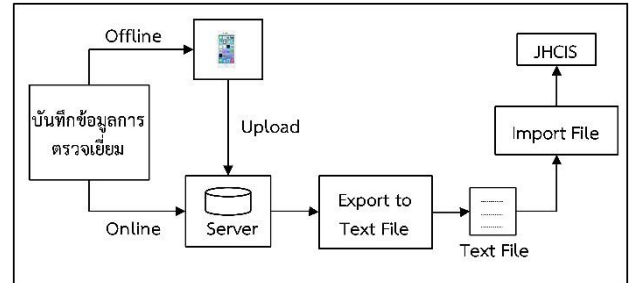 Offline
JHCIS
บันทึกข้อมูลการ
ตรวจเยี่ยม
Upload
Import File
Online
Server
Export to
Text File
Text File